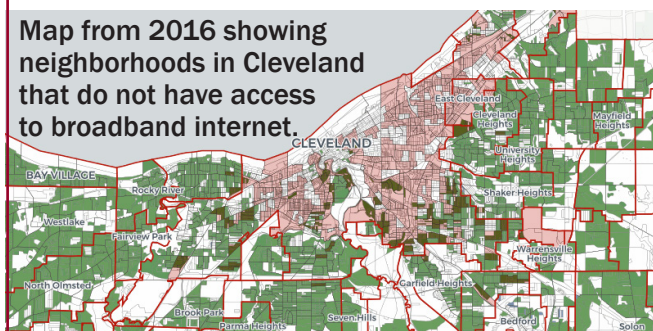 Map from 2016 showing
neighborhoods in Cleveland
that do not have access
to broadband internet.
CLEVELAND
East Cleveland
Cleveland
Heights
Mayfield
Heights
University
Heights
BAY VILLAGE
Rocky River
Shaker Heights
Westlake
Fairview Park
Warrensville
Heights
North Olmsted
Garfield Heights
Brook Park
Seven Hills
Parma Heights
Bedford
Solon